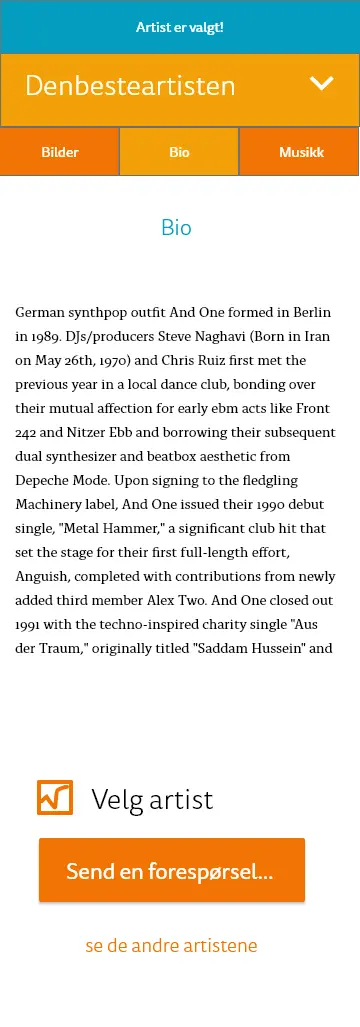 Artist er valgt!
Denbesteartisten
Bilder
Bio
Musikk
Bio
German synthpop outfit And One formed in Berlin
in 1989. DJs/producers Steve Naghavi (Born in Iran
on May 26th, 1970) and Chris Ruiz first met the
previous year in a local dance club, bonding over
their mutual affection for early ebm acts like Front
242 and Nitzer Ebb and borrowing their subsequent
dual synthesizer and beatbox aesthetic from
Depeche Mode. Upon signing to the fledgling
Machinery label, And One issued their 1990 debut
single, "Metal Hammer," a significant club hit that
set the stage for their first full-length effort,
Anguish, completed with contributions from newly
added third member Alex Two. And One closed out
1991 with the techno-inspired charity single "Aus
der Traum," originally titled "Saddam Hussein" and
Velg artist
Send en forespørsel...
se de andre artistene